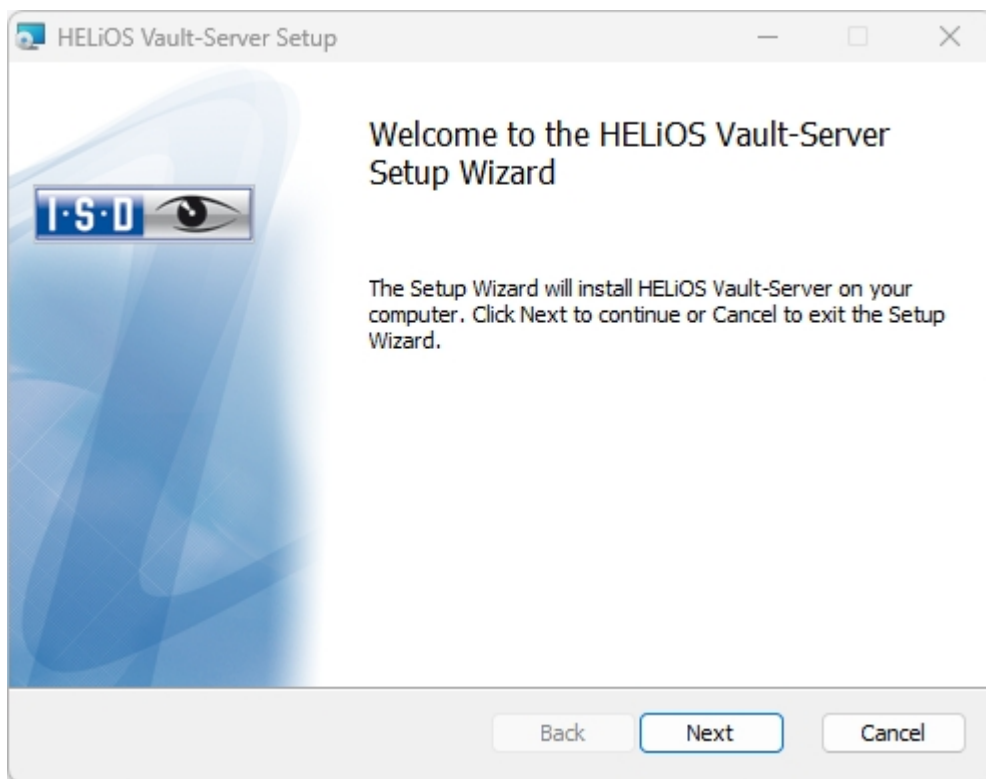 HELiOS Vault-Server Setup
Welcome to the HELiOS Vault-Server
Setup Wizard
I·S·D
The Setup Wizard will install HELiOS Vault-Server on your
computer. Click Next to continue or Cancel to exit the Setup
Wizard.
Back Next Cancel